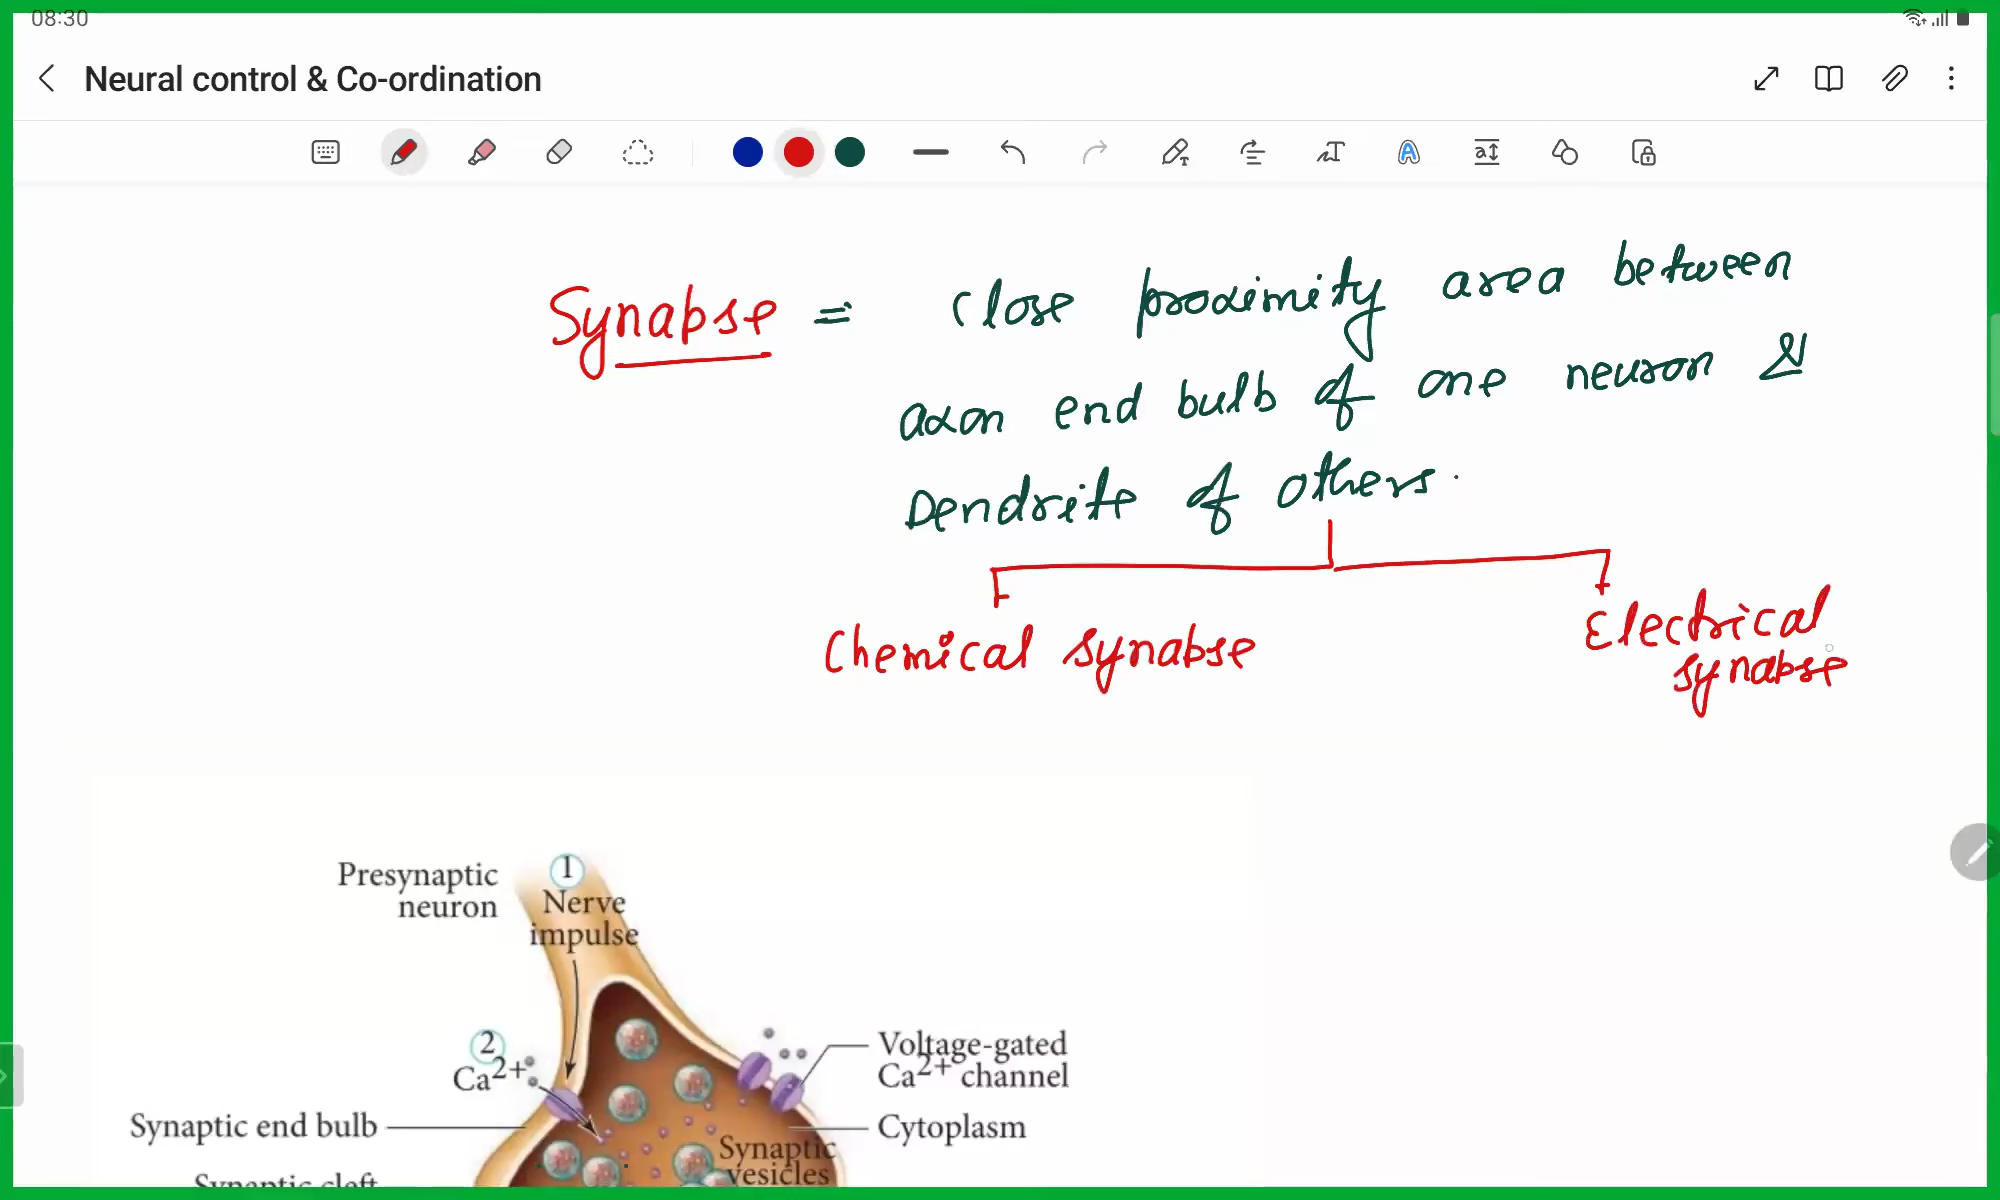 08:30
Neural control & Co-ordination
Synapse = close proximity area between
axon end bulb of one neuron &
Dendrite of others.
Chemical synapse
Electrical
synapse
Presynaptic
neuron
1
Nerve
impulse
2
Ca2+
Voltage-gated
Ca2+ channel
Synaptic end bulb
Cytoplasm
Synaptic
vesicles
Synaptic cleft